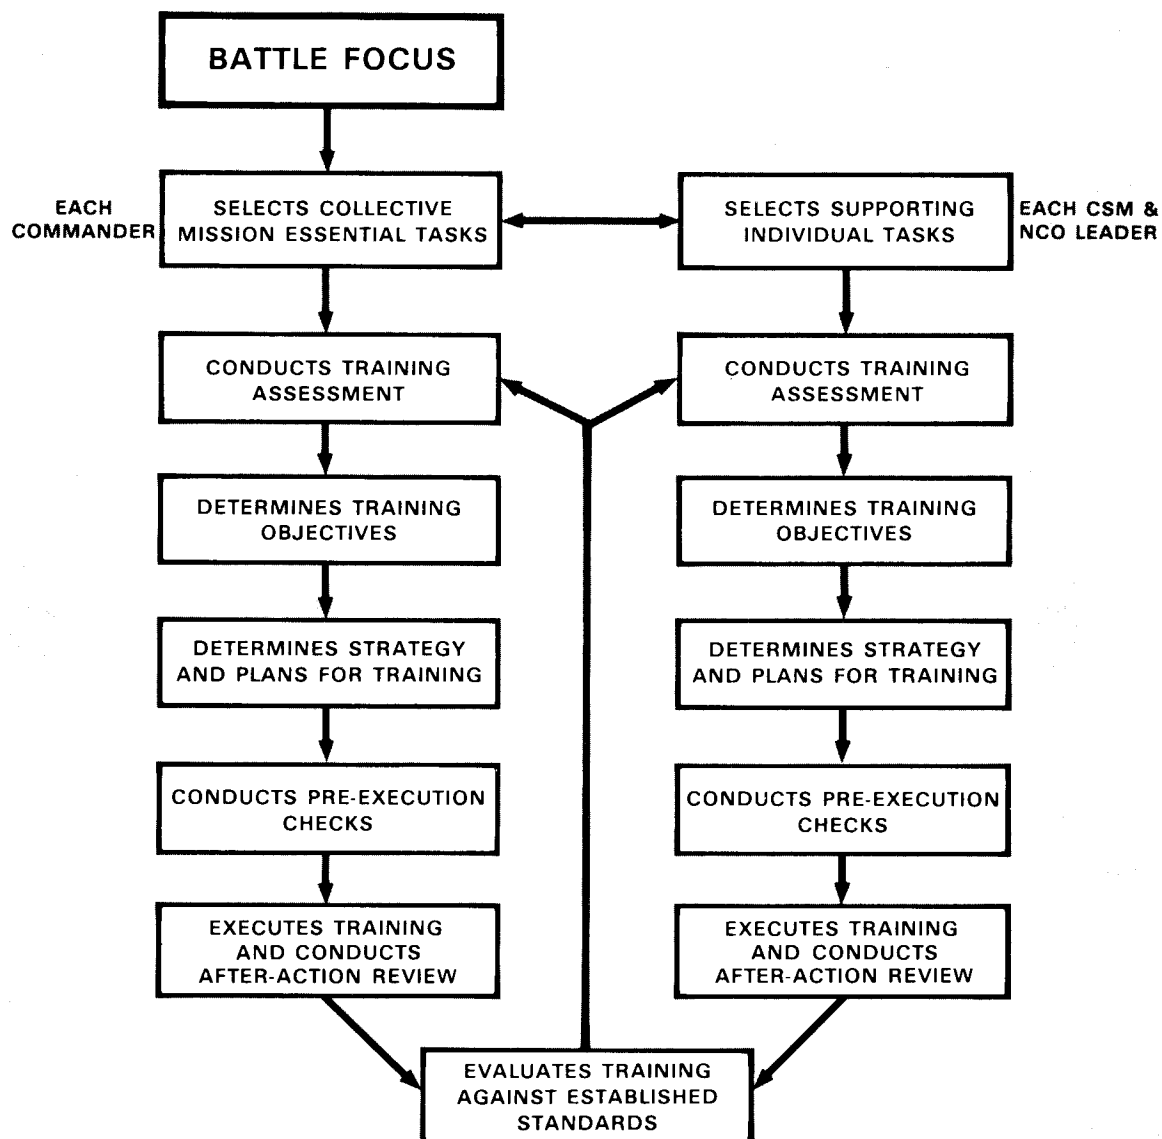 BATTLE FOCUS
EACH
COMMANDER
SELECTS COLLECTIVE
MISSION ESSENTIAL TASKS
SELECTS SUPPORTING
INDIVIDUAL TASKS
EACH CSM &
NCO LEADER
CONDUCTS TRAINING
ASSESSMENT
CONDUCTS TRAINING
ASSESSMENT
DETERMINES TRAINING
OBJECTIVES
DETERMINES TRAINING
OBJECTIVES
DETERMINES STRATEGY
AND PLANS FOR TRAINING
DETERMINES STRATEGY
AND PLANS FOR TRAINING
CONDUCTS PRE-EXECUTION
CHECKS
CONDUCTS PRE-EXECUTION
CHECKS
EXECUTES TRAINING
AND CONDUCTS
AFTER-ACTION REVIEW
EXECUTES TRAINING
AND CONDUCTS
AFTER-ACTION REVIEW
EVALUATES TRAINING
AGAINST ESTABLISHED
STANDARDS